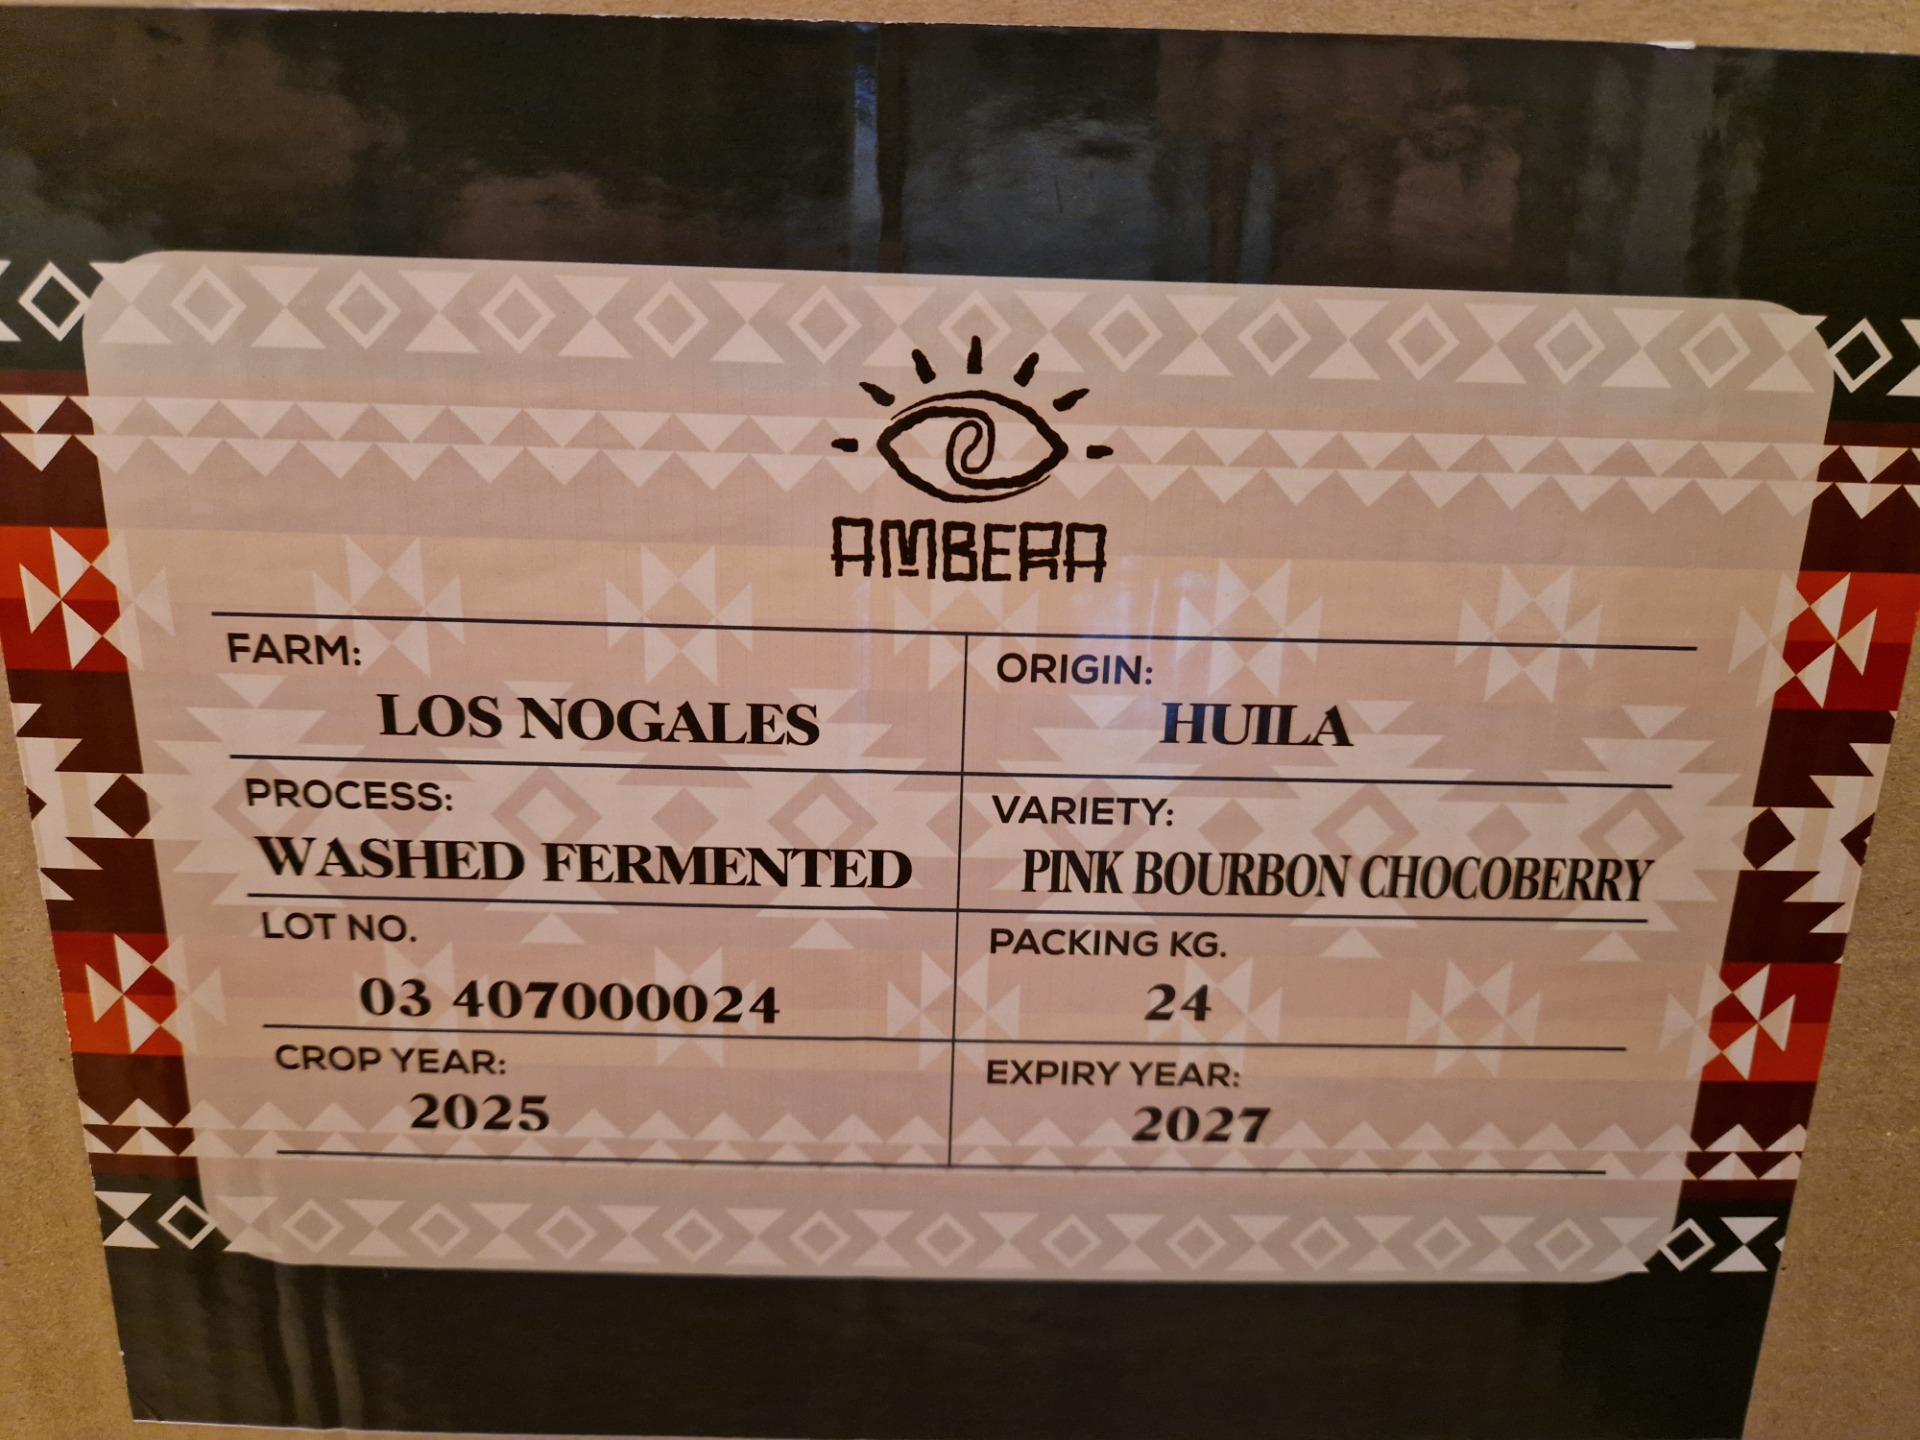 AMBERA
FARM:
LOS NOGALES
ORIGIN:
HUILA
PROCESS:
WASHED FERMENTED
VARIETY:
PINK BOURBON CHOCOBERRY
LOT NO.
03 407000024
PACKING KG.
24
CROP YEAR:
2025
EXPIRY YEAR:
2027